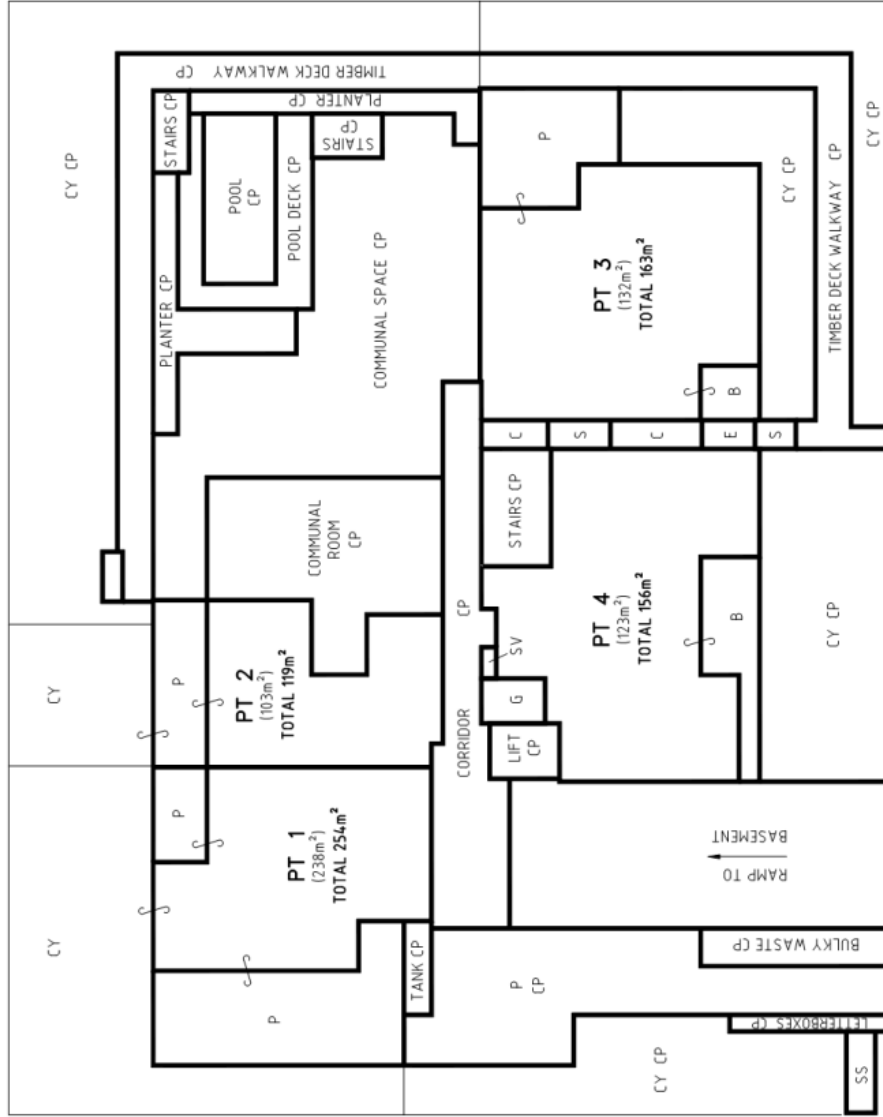 TIMBER DECK WALKWAY CP
CY CP
STAIRS CP
PLANTER CP
STAIRS
CP
POOL
CP
POOL DECK CP
PLANTER CP
COMMUNAL SPACE CP
P
CY CP
CY CP
TIMBER DECK WALKWAY CP
PT 3
(132m²)
TOTAL 163m²
B
C
S
C
E
S
STAIRS CP
COMMUNAL
ROOM
CP
CP
CORRIDOR
SV
G
LIFT
CP
PT 4
(123m²)
TOTAL 156m²
B
CY CP
CY
P
PT 2
(103m²)
TOTAL 119m²
P
PT 1
(238m²)
TOTAL 254m²
CY
P
TANK CP
RAMP TO
BASEMENT
P
CP
BULKY WASTE CP
LETTERBOXES CP
CY CP
SS